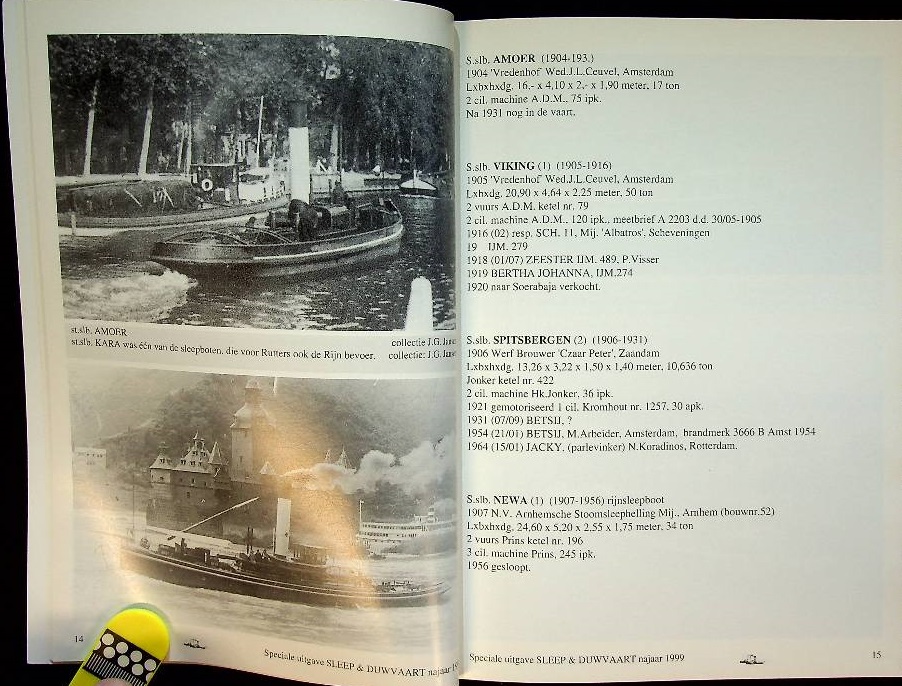 st.slb. AMOER
collectie J.G.
st.slb. KARA was één van de sleepboten, die voor Rutters ook de Rijn bevoer. collectie: J.G.
14
Speciale uitgave SLEEP & DUWVAART najaar
S.slb. AMOER (1904-193.)
1904 'Vredenhof' Wed.J.L.Ceuvel, Amsterdam
Lxbxhxdg. 16,- x 4,10 x 2,- x 1,90 meter, 17 ton
2 cil. machine A.D.M., 75 ipk.
Na 1931 nog in de vaart.
S.slb. VIKING (1) (1905-1916)
1905 'Vredenhof' Wed.J.L.Ceuvel, Amsterdam
Lxbxhxdg. 20,90 x 4,64 x 2,25 meter, 50 ton
2 vuurs A.D.M. ketel nr. 79
2 cil. machine A.D.M., 120 ipk., meetbrief A 2203 d.d. 30/05-1905
1916 (02) resp. SCH. 11, Mij. 'Albatros', Scheveningen
19 IJM. 279
1918 (01/07) ZEESTER IJM. 489, P.Visser
1919 BERTHA JOHANNA, IJM.274
1920 naar Soerabaja verkocht.
S.slb. SPITSBERGEN (2) (1906-1931)
1906 Werf Brouwer 'Czaar Peter', Zaandam
Lxbxhxdg. 13,26 x 3,22 x 1,50 x 1,40 meter, 10,636 ton
Jonker ketel nr. 422
2 cil. machine Hk.Jonker, 36 ipk.
1921 gemotoriseerd 1 cil. Kromhout nr. 1257, 30 apk.
1931 (07/09) BETSIJ, ?
1954 (21/01) BETSIJ, M.Arbeider, Amsterdam, brandmerk 3666 B Amst 1954
1964 (15/01) JACKY, (parlevinker) N.Koradinos, Rotterdam.
S.slb. NEWA (1) (1907-1956) rijnsleepboot
1907 N.V. Arnhemsche Stoomsleephelling Mij., Arnhem (bouwnr.52)
Lxbxhxdg. 24,60 x 5,20 x 2,55 x 1,75 meter, 34 ton
2 vuurs Prins ketel nr. 196
3 cil. machine Prins, 245 ipk.
1956 gesloopt.
Speciale uitgave SLEEP & DUWVAART najaar 1999
15